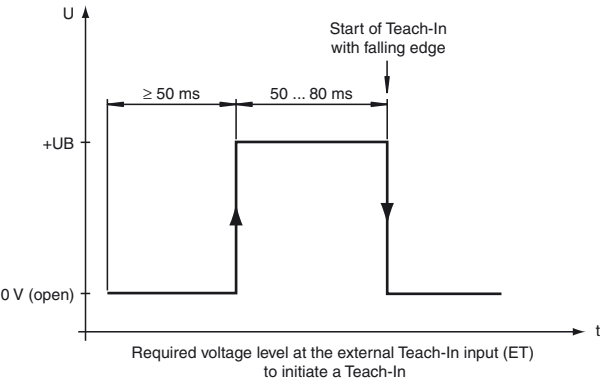 U
Start of Teach-In
with falling edge
≥ 50 ms
50 ... 80 ms
+UB
0 V (open)
t
Required voltage level at the external Teach-In input (ET)
to initiate a Teach-In